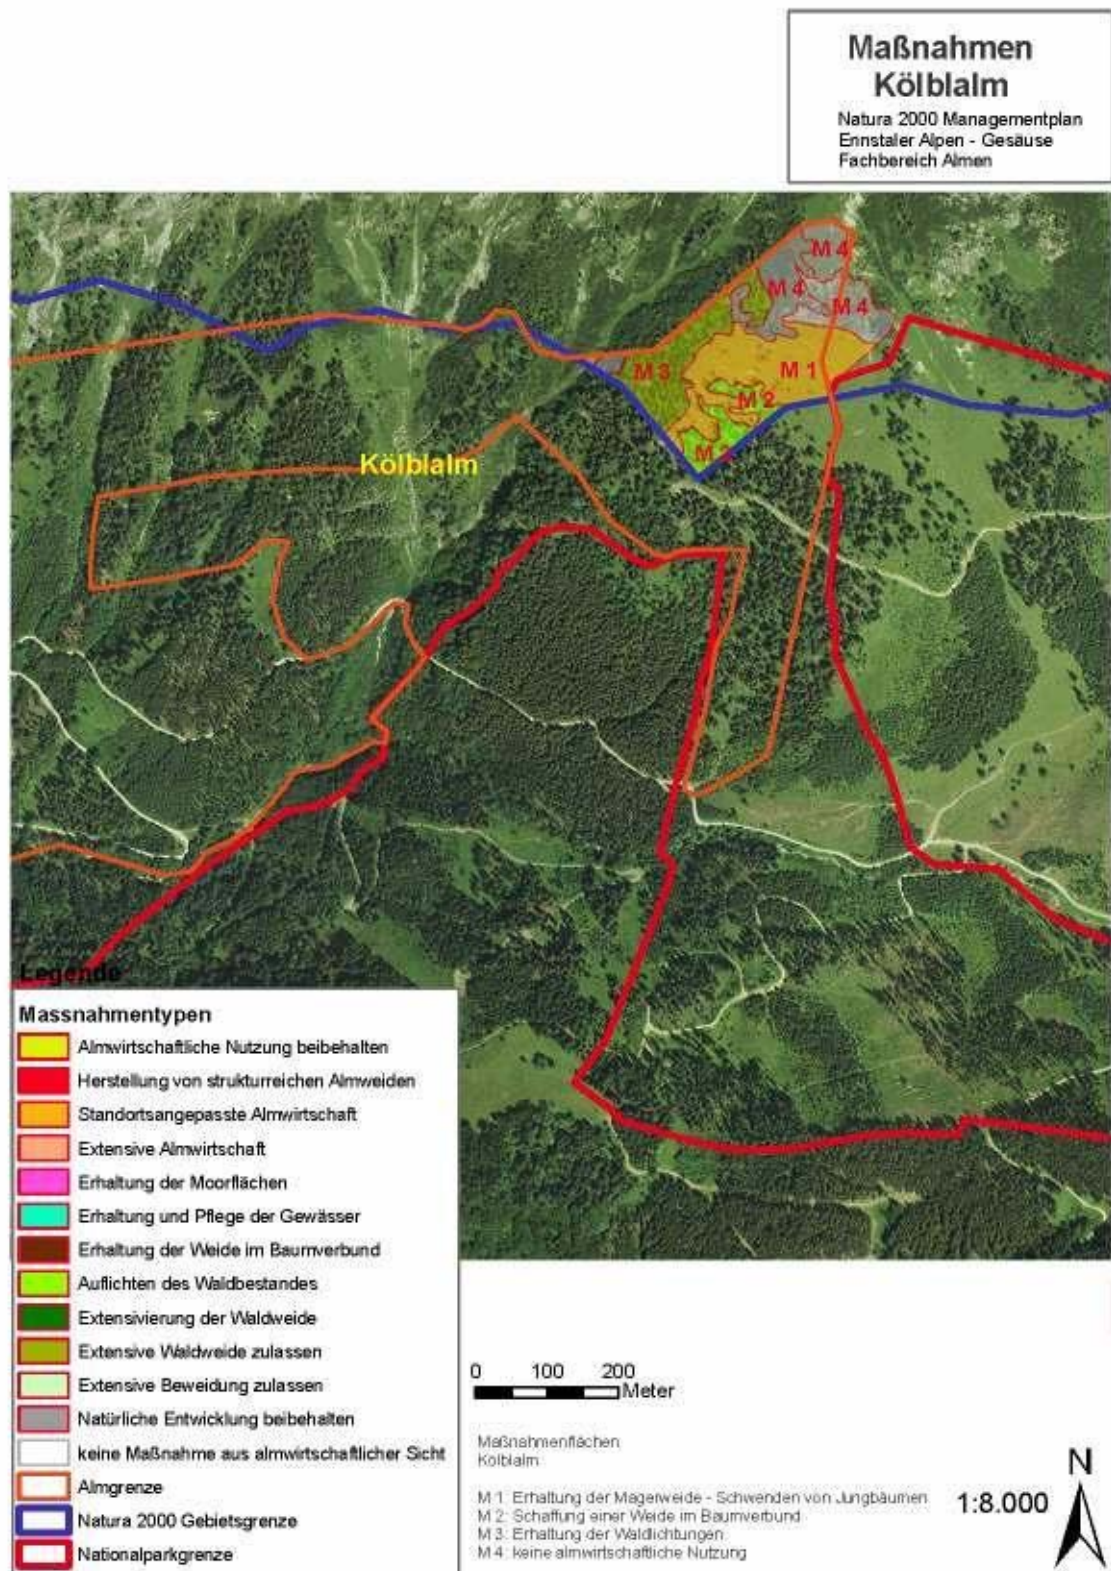 Maßnahmen
Kölblalm
Natura 2000 Managementplan
Ennstaler Alpen - Gesäuse
Fachbereich Almen
M 4
M 4
M 4
M 3
M 1
M 2
M 2
Kölblalm
Legende
Massnahmentypen
Almwirtschaftliche Nutzung beibehalten
Herstellung von strukturreichen Almweiden
Standortsangepasste Almwirtschaft
Extensive Almwirtschaft
Erhaltung der Moorflächen
Erhaltung und Pflege der Gewässer
Erhaltung der Weide im Baumverbund
Auflichten des Waldbestandes
Extensivierung der Waldweide
Extensive Waldweide zulassen
Extensive Beweidung zulassen
Natürliche Entwicklung beibehalten
keine Maßnahme aus almwirtschaftlicher Sicht
Almgrenze
Natura 2000 Gebietsgrenze
Nationalparkgrenze
0 100 200
Meter
Maßnahmenflächen
Kölblalm
M 1: Erhaltung der Magerweide - Schwenden von Jungbäumen
M 2: Schaffung einer Weide im Baumverbund
M 3: Erhaltung der Waldlichtungen
M 4: keine almwirtschaftliche Nutzung
1:8.000
N